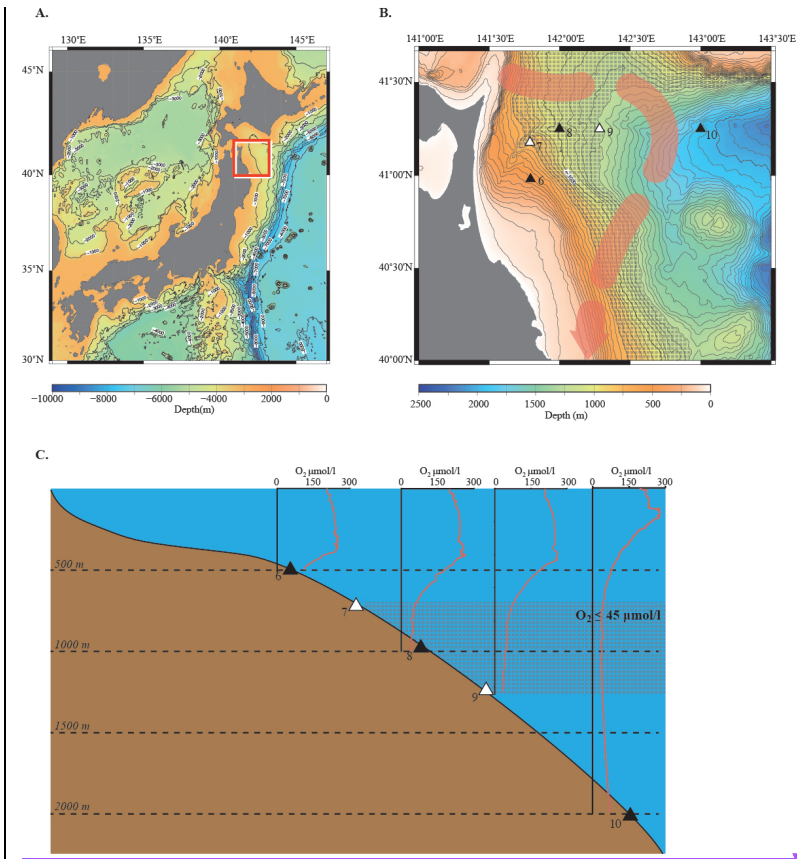 A.
B.
130°E 135°E 140°E 145°E
141°00'E 141°30'E 142°00'E 142°30'E 143°00'E 143°30'E
45°N
40°N
35°N
30°N
41°30'N
41°00'N
40°30'N
40°00'N
8
9
10
7
6
−10000 −8000 −6000 −4000 2000 0
Depth(m)
2500 2000 1500 1000 500 0
Depth (m)
C.
O₂ µmol/l O₂ µmol/l O₂ µmol/l O₂ µmol/l
0 150 300 0 150 300 0 150 300 0 150 300
500 m
6
7
O₂ ≤ 45 µmol/l
1000 m
8
9
1500 m
2000 m
10